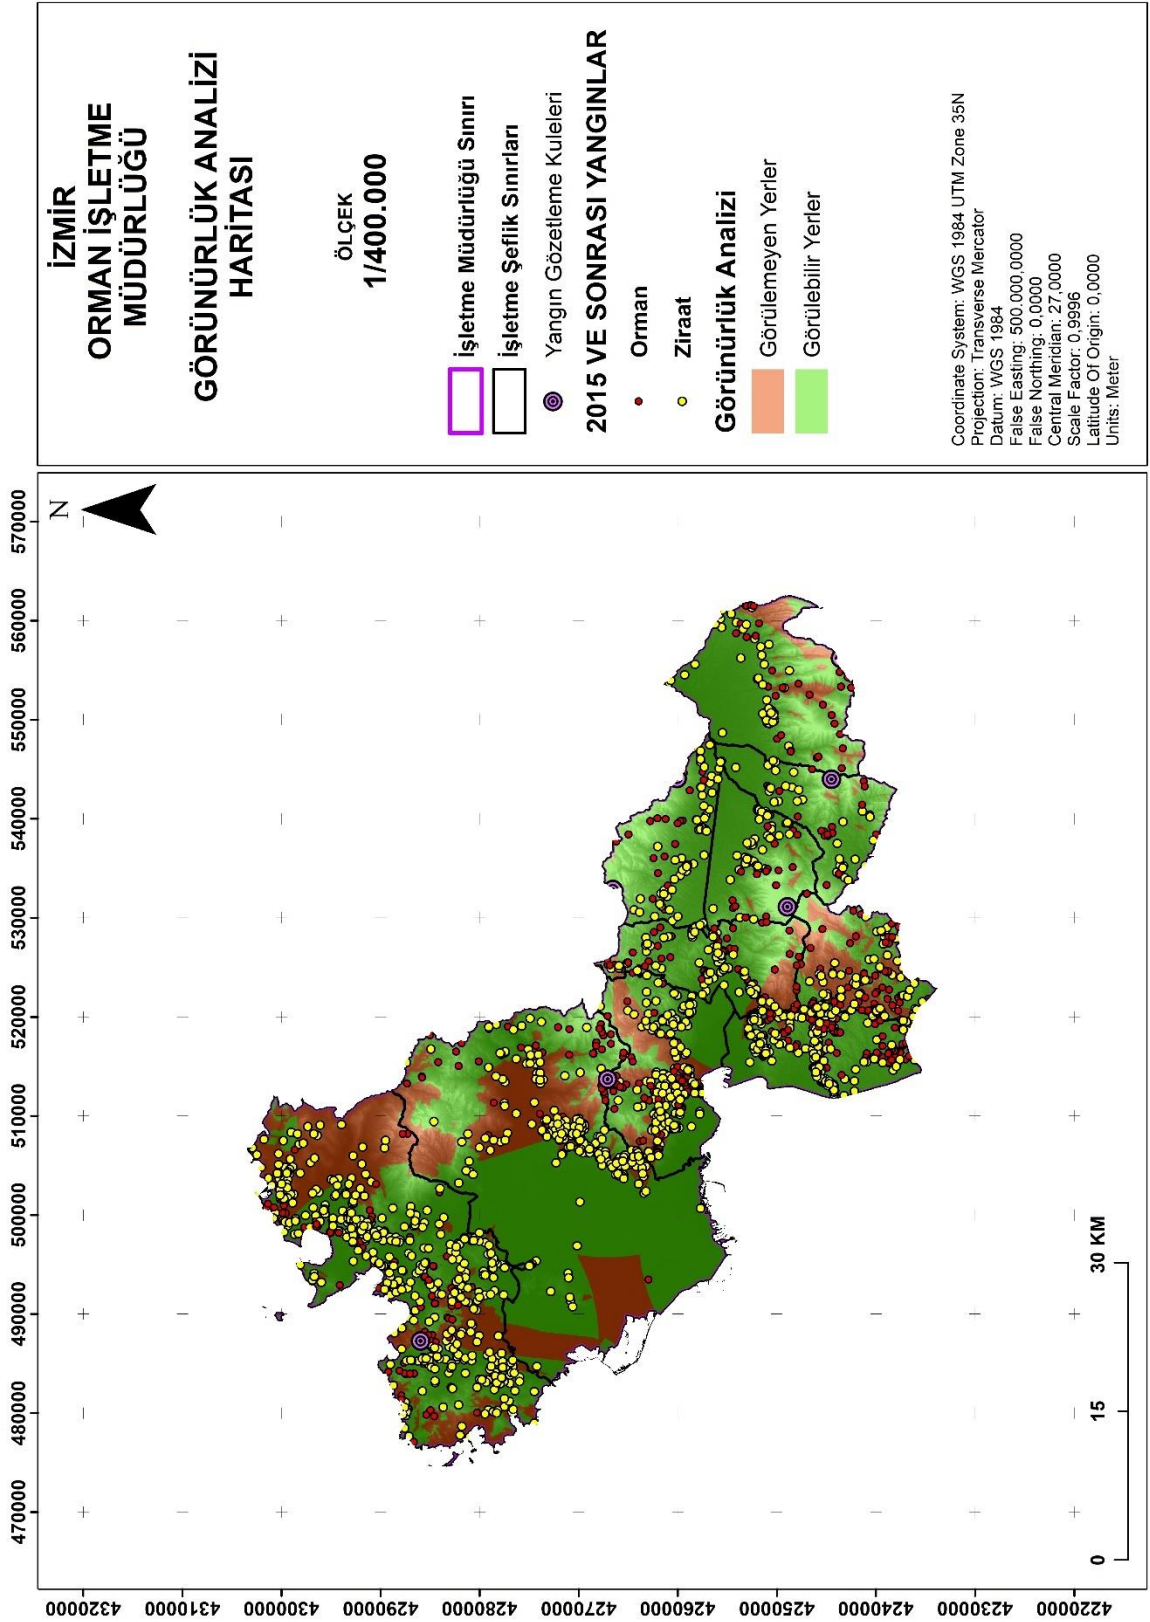 İZMİR
ORMAN İŞLETME
MÜDÜRLÜĞÜ
GÖRÜNÜRLÜK ANALİZİ
HARİTASI
ÖLÇEK
1/400.000
İşletme Müdürlüğü Sınırı
İşletme Şeflik Sınırları
Yangın Gözetleme Kuleleri
2015 VE SONRASI YANGINLAR
Orman
Ziraat
Görünürlük Analizi
Görülemeyen Yerler
Görülebilir Yerler
Coordinate System: WGS 1984 UTM Zone 35N
Projection: Transverse Mercator
Datum: WGS 1984
False Easting: 500.000,0000
False Northing: 0,0000
Central Meridian: 27,0000
Scale Factor: 0,9996
Latitude Of Origin: 0,0000
Units: Meter
470000 480000 490000 500000 510000 520000 530000 540000 550000 560000 570000
N
4320000
4310000
4300000
4290000
4280000
4270000
4260000
4250000
4240000
4230000
4220000
0 15 30 KM